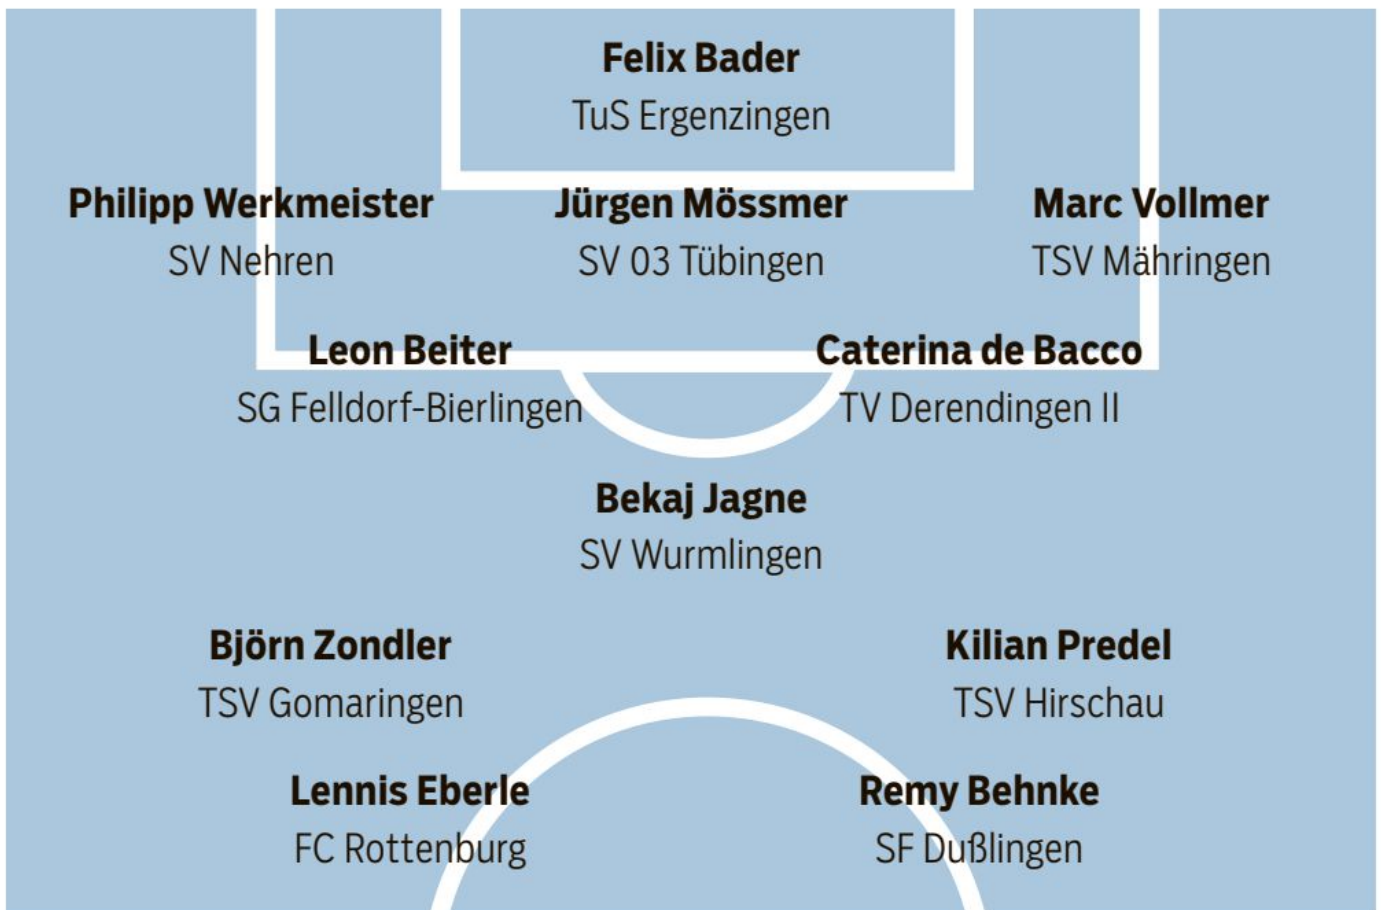 Felix Bader
TuS Ergenzingen
Philipp Werkmeister
SV Nehren
Jürgen Mössmer
SV 03 Tübingen
Marc Vollmer
TSV Mähringen
Leon Beiter
SG Felldorf-Bierlingen
Caterina de Bacco
TV Derendingen II
Bekaj Jagne
SV Wurmlingen
Björn Zondler
TSV Gomaringen
Kilian Predel
TSV Hirschau
Lennis Eberle
FC Rottenburg
Remy Behnke
SF Dußlingen